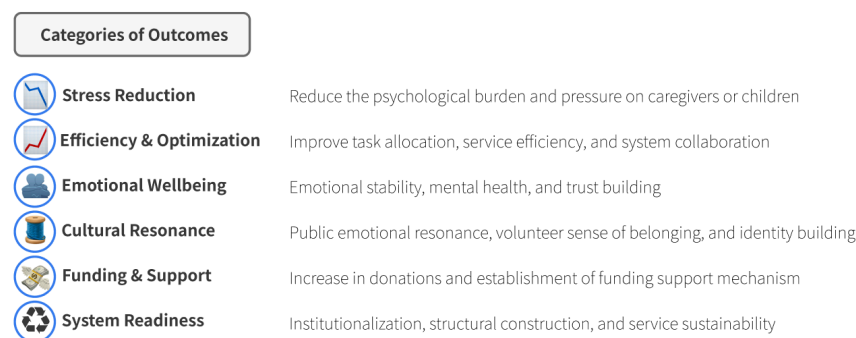 Categories of Outcomes
Stress Reduction Reduce the psychological burden and pressure on caregivers or children
Efficiency & Optimization Improve task allocation, service efficiency, and system collaboration
Emotional Wellbeing Emotional stability, mental health, and trust building
Cultural Resonance Public emotional resonance, volunteer sense of belonging, and identity building
Funding & Support Increase in donations and establishment of funding support mechanism
System Readiness Institutionalization, structural construction, and service sustainability